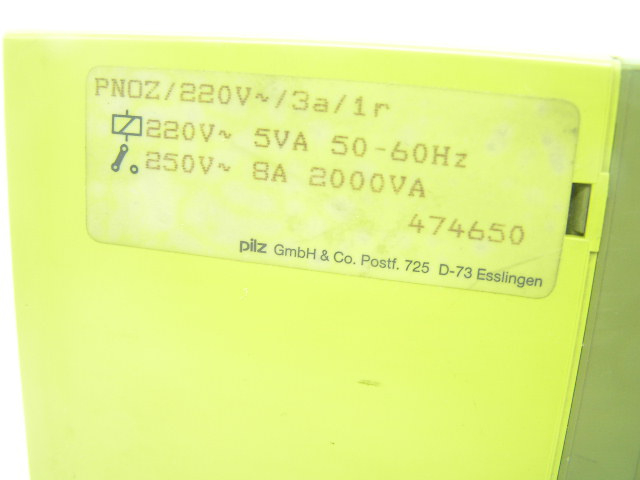 PNOZ/220V~/3a/1r
220V~ 5VA 50-60Hz
250V~ 8A 2000VA
474650
pilz GmbH & Co. Postf. 725 D-73 Esslingen